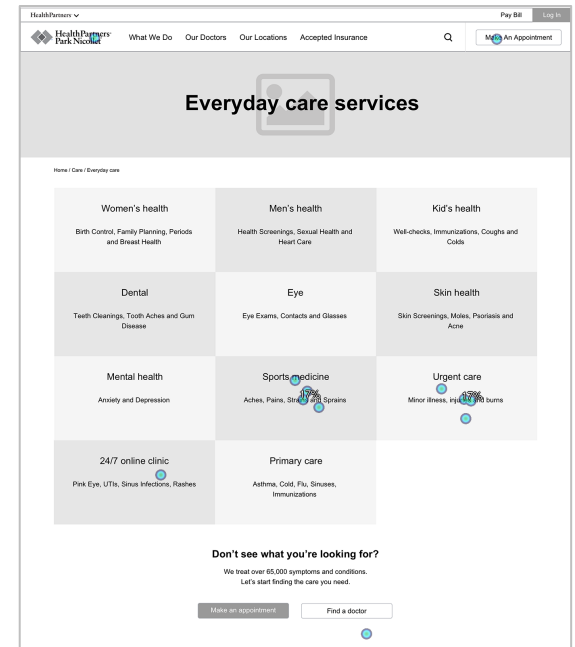 HealthPartners
Pay Bill
Log In
HealthPartners®
Park Nicollet
What We Do
Our Doctors
Our Locations
Accepted Insurance
Make An Appointment
Everyday care services
Home / Care / Everyday care
Women's health
Men's health
Kid's health
Birth Control, Family Planning, Periods
and Breast Health
Health Screenings, Sexual Health and
Heart Care
Well-checks, Immunizations, Coughs and
Colds
Dental
Eye
Skin health
Teeth Cleanings, Tooth Aches and Gum
Disease
Eye Exams, Contacts and Glasses
Skin Screenings, Moles, Psoriasis and
Acne
Mental health
Sports medicine
Urgent care
17%
17%
Anxiety and Depression
Aches, Pains, Strains and Sprains
Minor illness, injuries and burns
24/7 online clinic
Primary care
Pink Eye, UTIs, Sinus Infections, Rashes
Asthma, Cold, Flu, Sinuses,
Immunizations
Don't see what you're looking for?
We treat over 65,000 symptoms and conditions.
Let's start finding the care you need.
Make an appointment
Find a doctor